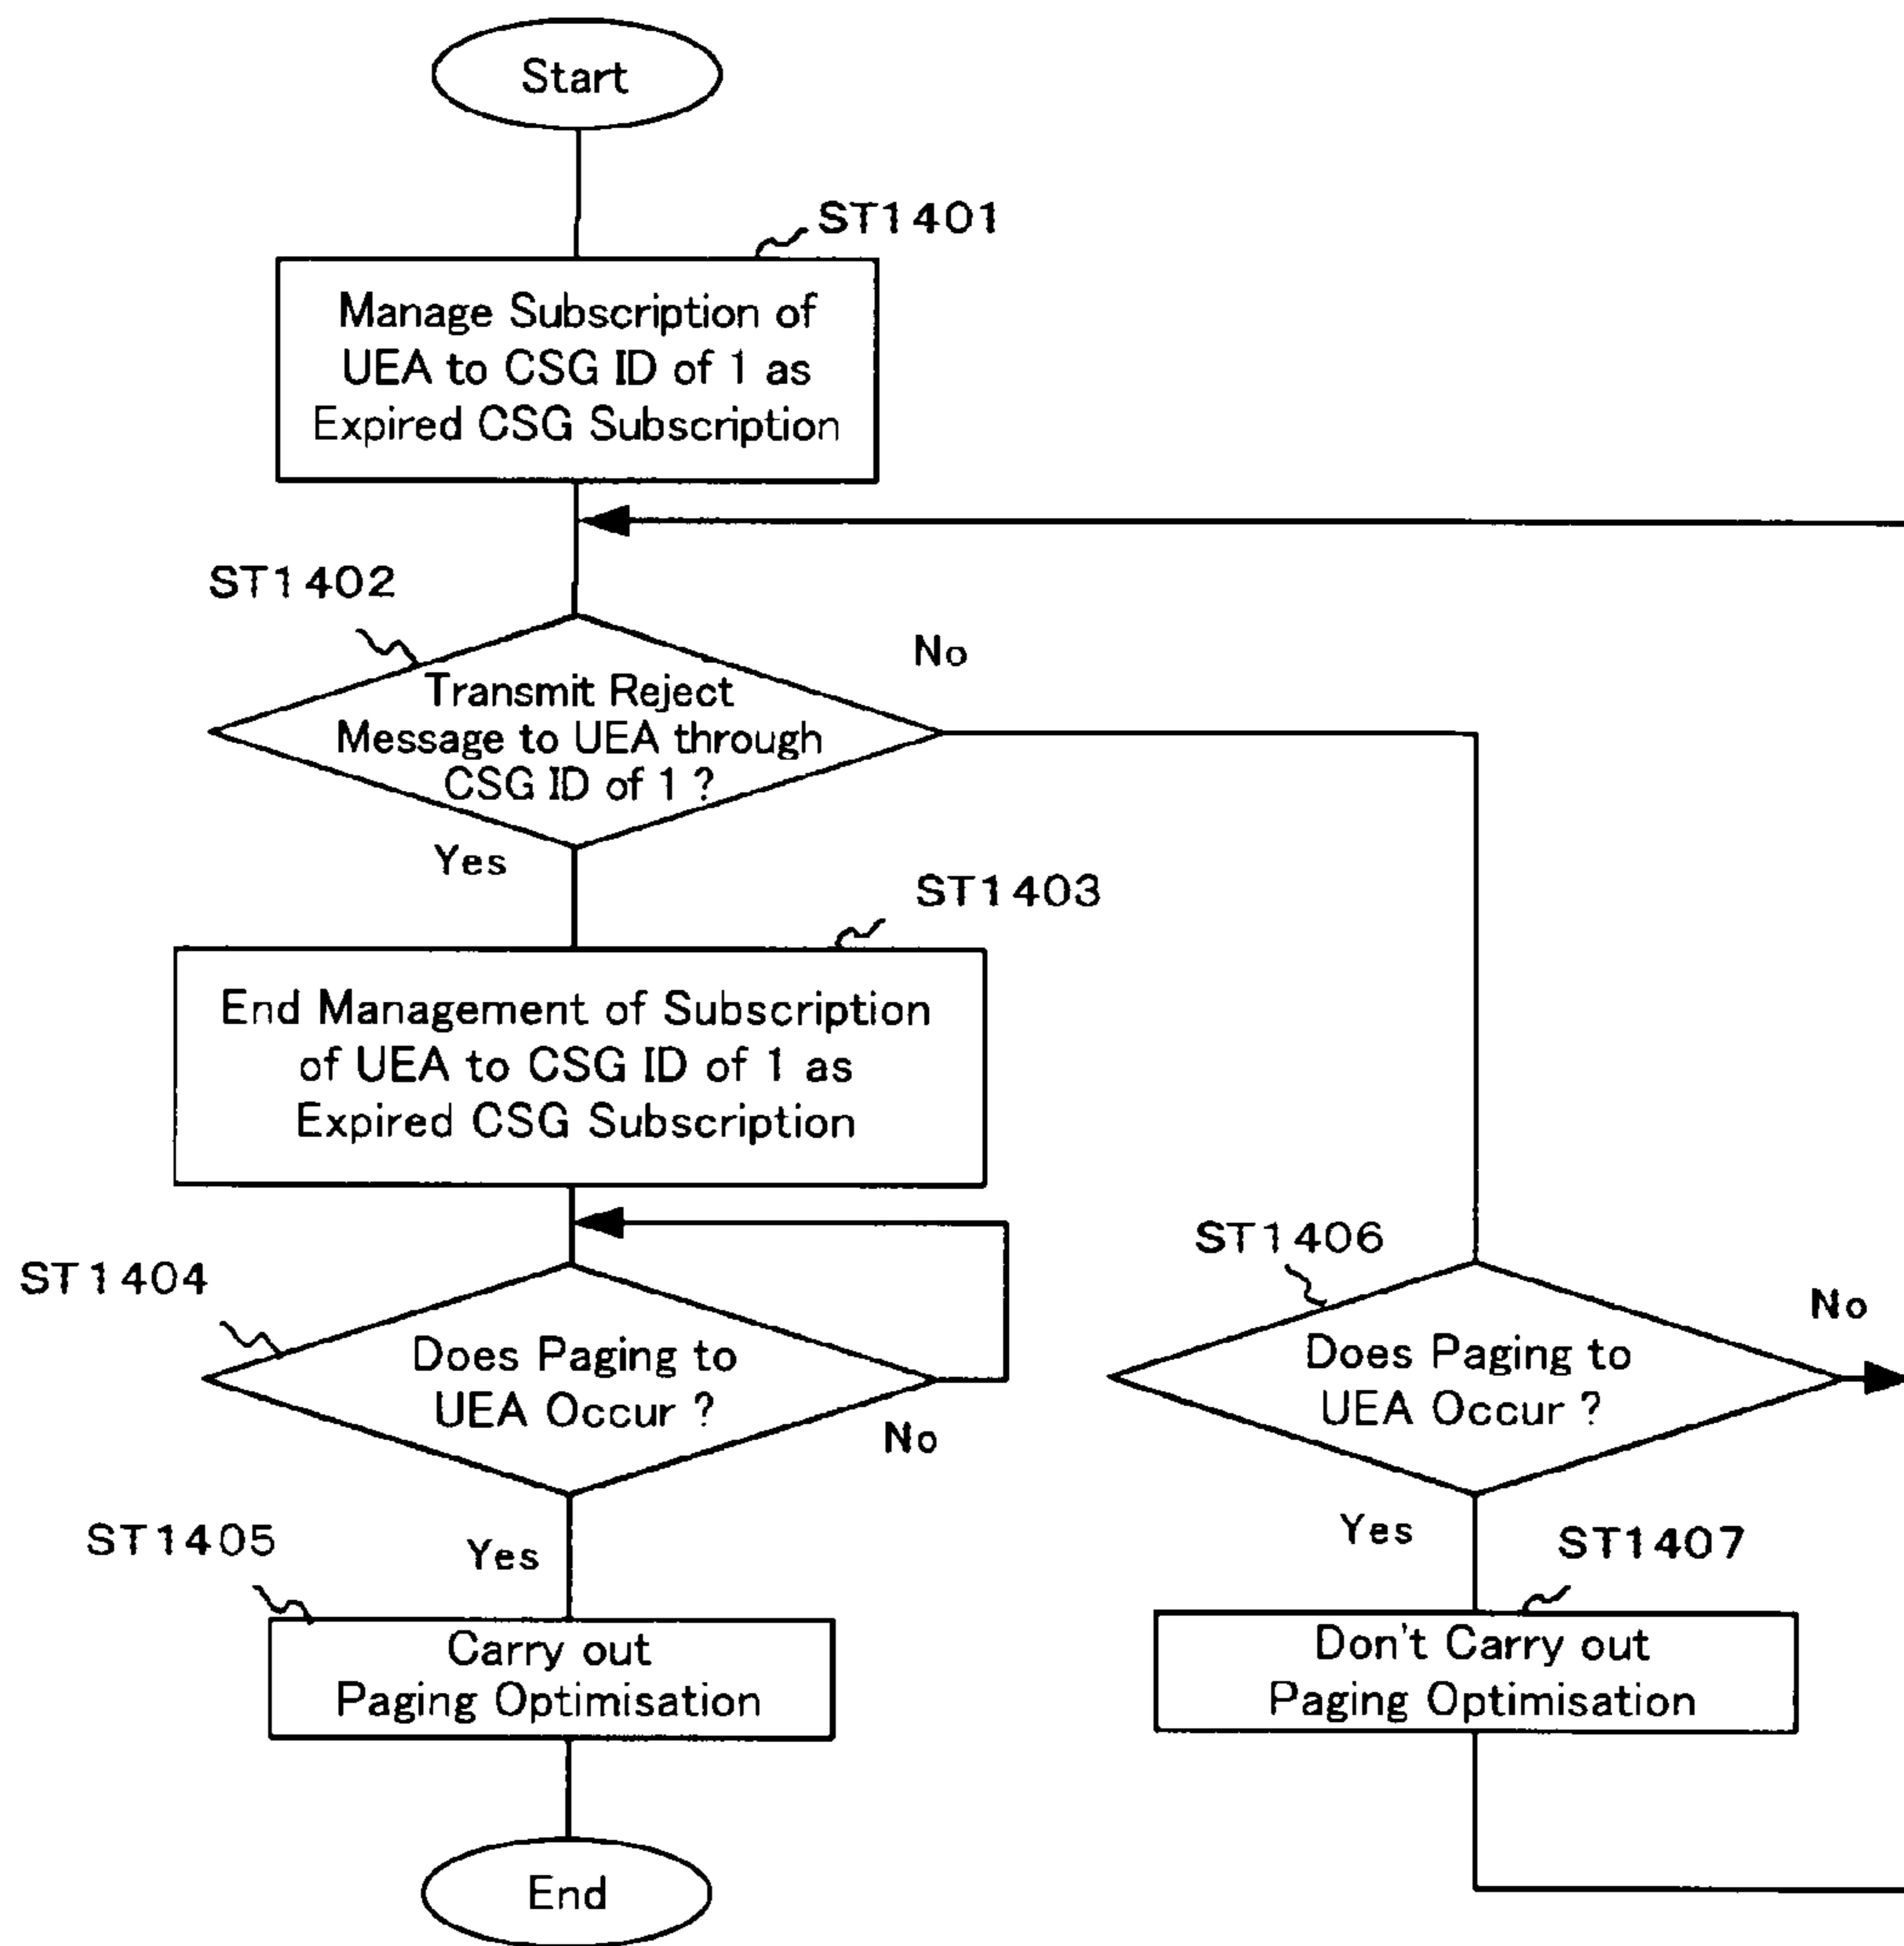 Start
ST1401
Manage Subscription of
UEA to CSG ID of 1 as
Expired CSG Subscription
ST1402
No
Transmit Reject
Message to UEA through
CSG ID of 1 ?
Yes
ST1403
End Management of Subscription
of UEA to CSG ID of 1 as
Expired CSG Subscription
ST1404
Does Paging to
UEA Occur ?
No
ST1406
No
Does Paging to
UEA Occur ?
ST1405
Yes
Carry out
Paging Optimisation
Yes
ST1407
Don't Carry out
Paging Optimisation
End